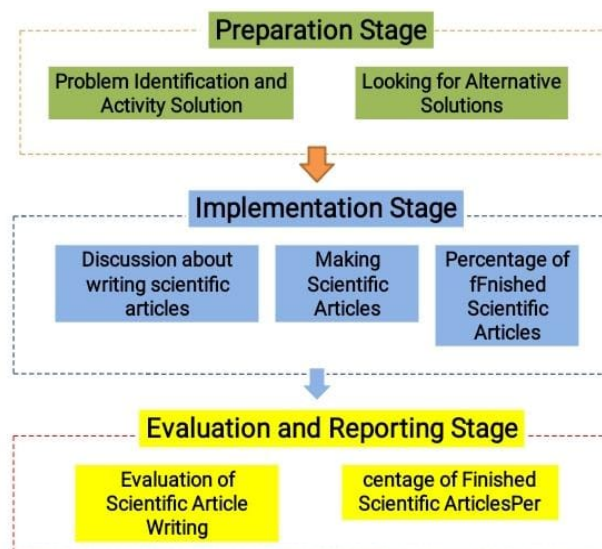 Preparation Stage
Problem Identification and
Activity Solution
Looking for Alternative
Solutions
Implementation Stage
Discussion about
writing scientific
articles
Making
Scientific
Articles
Percentage of
fFnished
Scientific
Articles
Evaluation and Reporting Stage
Evaluation of
Scientific Article
Writing
centage of Finished
Scientific ArticlesPer